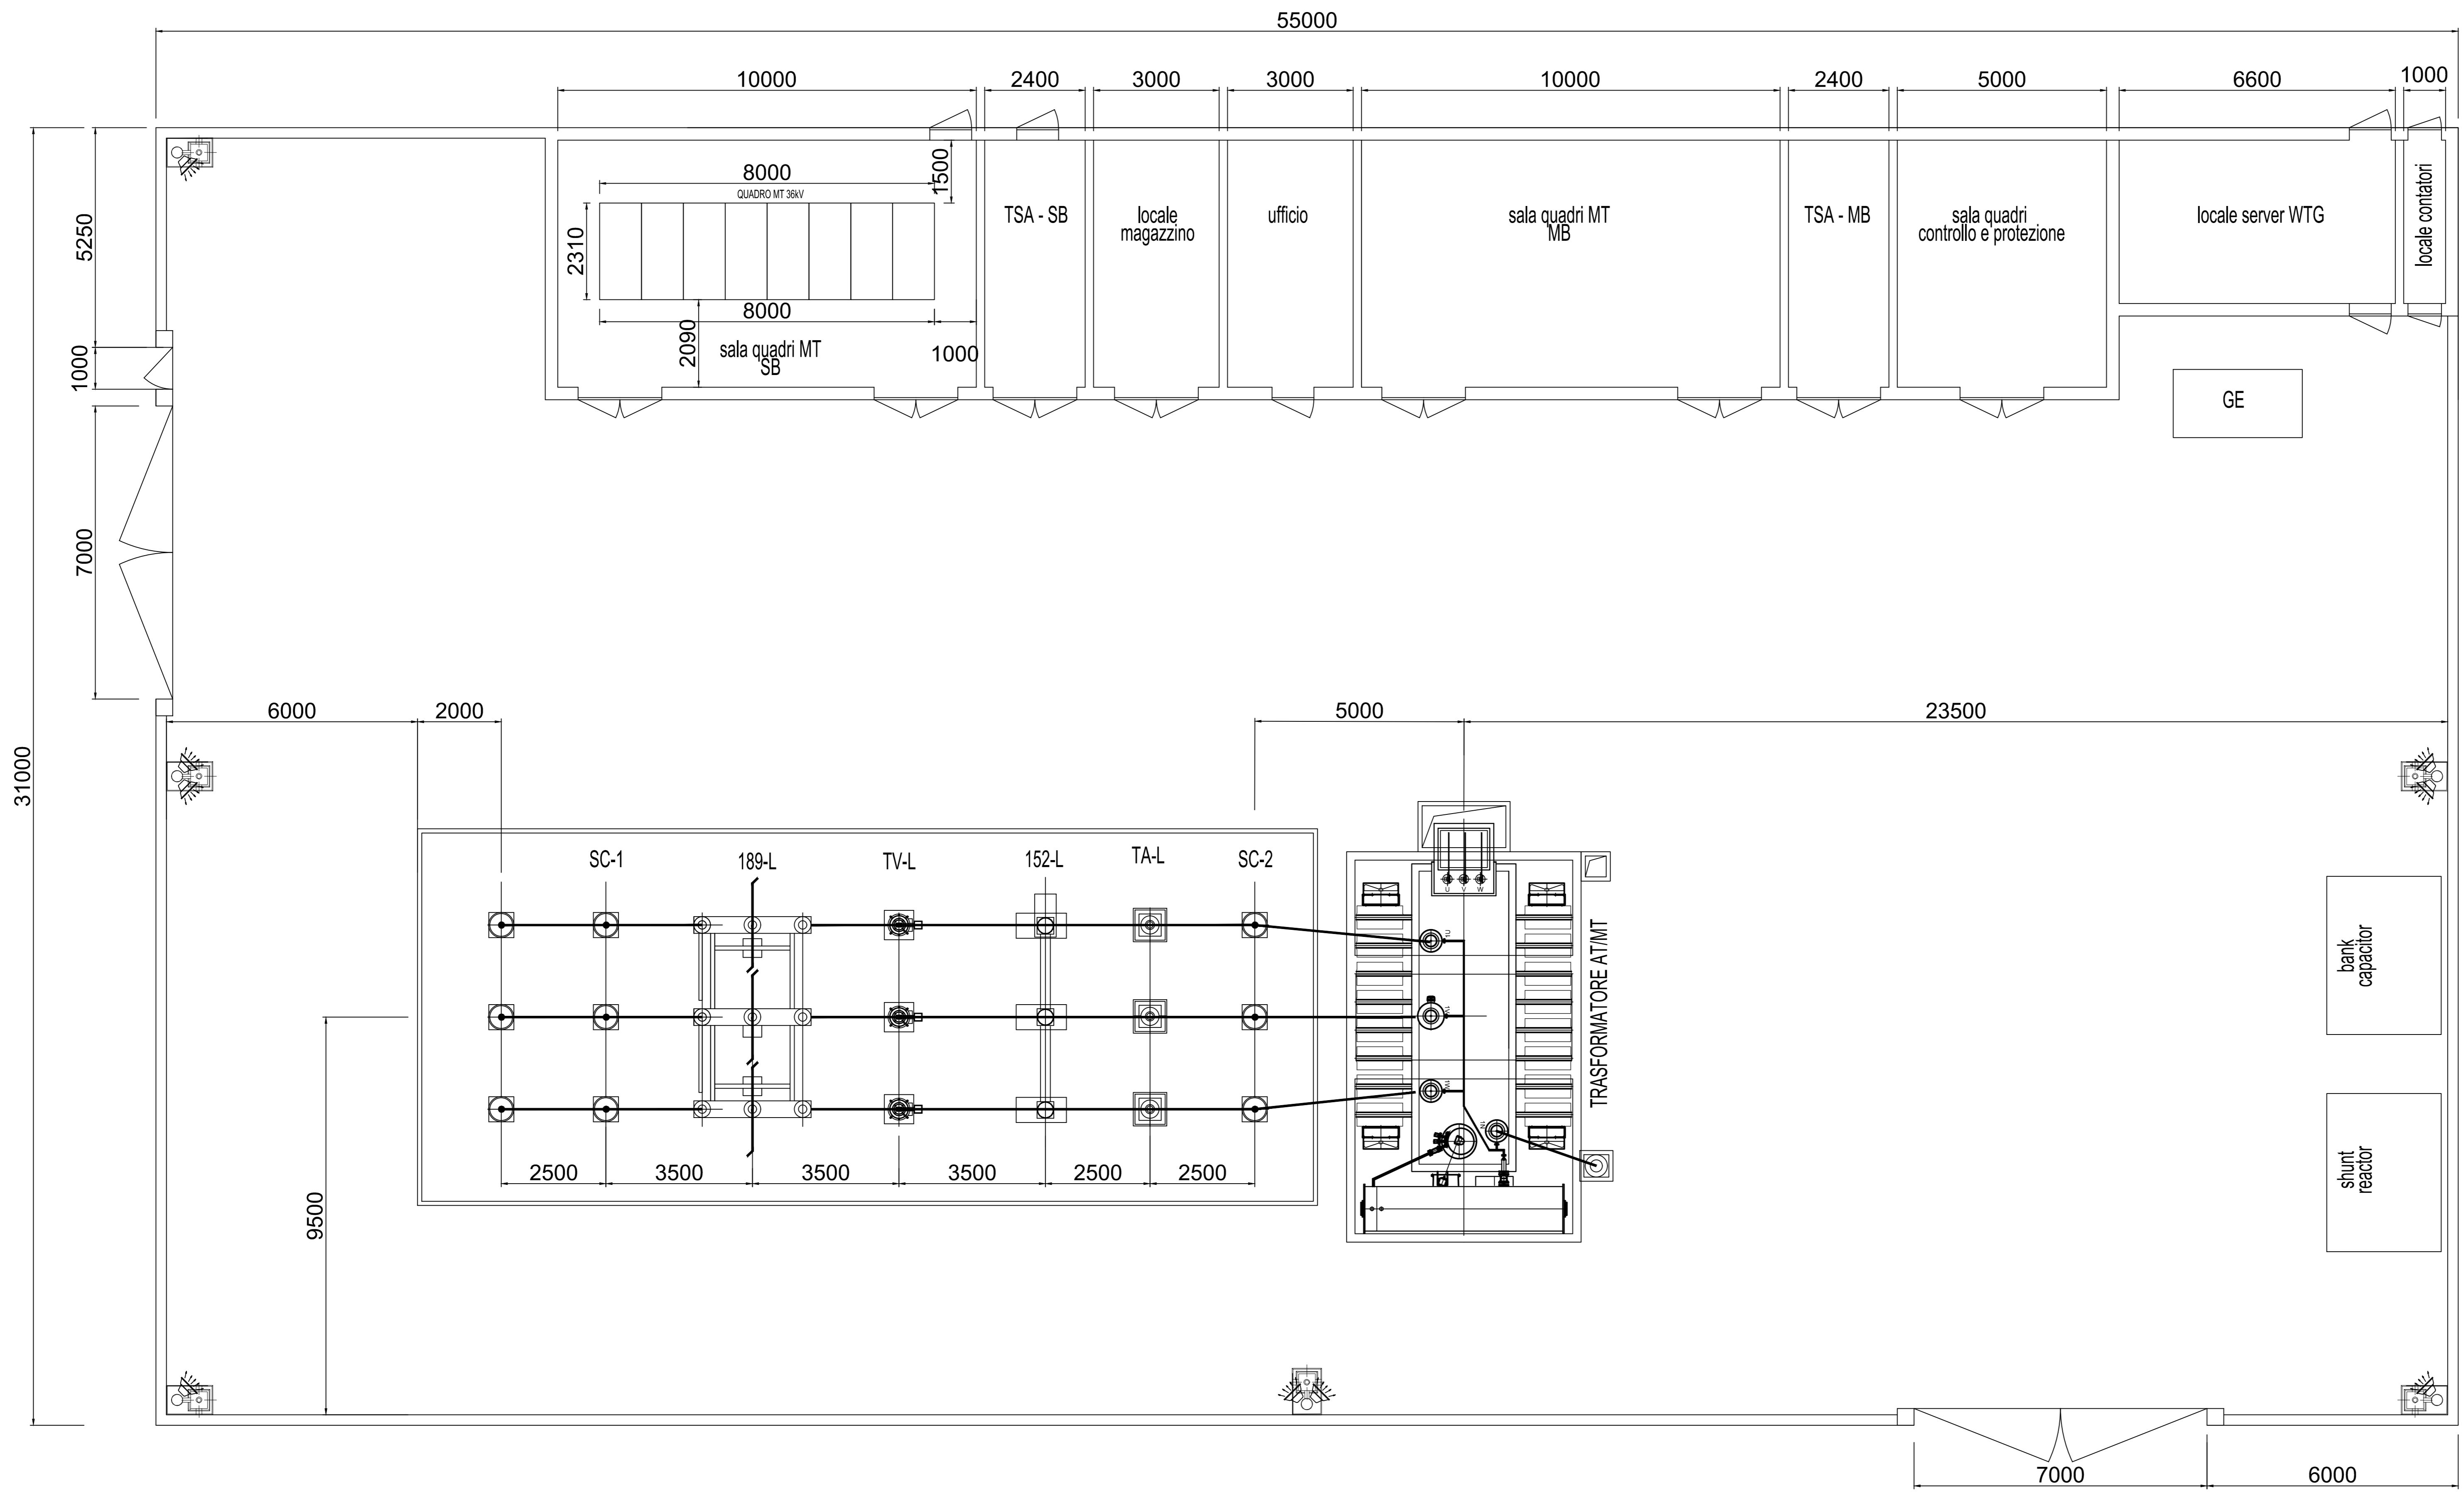 55000
10000
2400
3000
3000
10000
2400
5000
6600
1000
8000
QUADRO MT 36kV
1500
2310
5250
TSA - SB
locale
magazzino
ufficio
sala quadri MT
MB
TSA - MB
sala quadri
controllo e protezione
locale server WTG
locale contatori
8000
2090
sala quadri MT
SB
1000
1000
GE
7000
31000
6000
2000
5000
23500
SC-1
189-L
TV-L
152-L
TA-L
SC-2
U
V
W
1U
1V
1W
1N
TRASFORMATORE AT/MT
bank
capacitor
shunt
reactor
2500
3500
3500
3500
2500
2500
9500
7000
6000